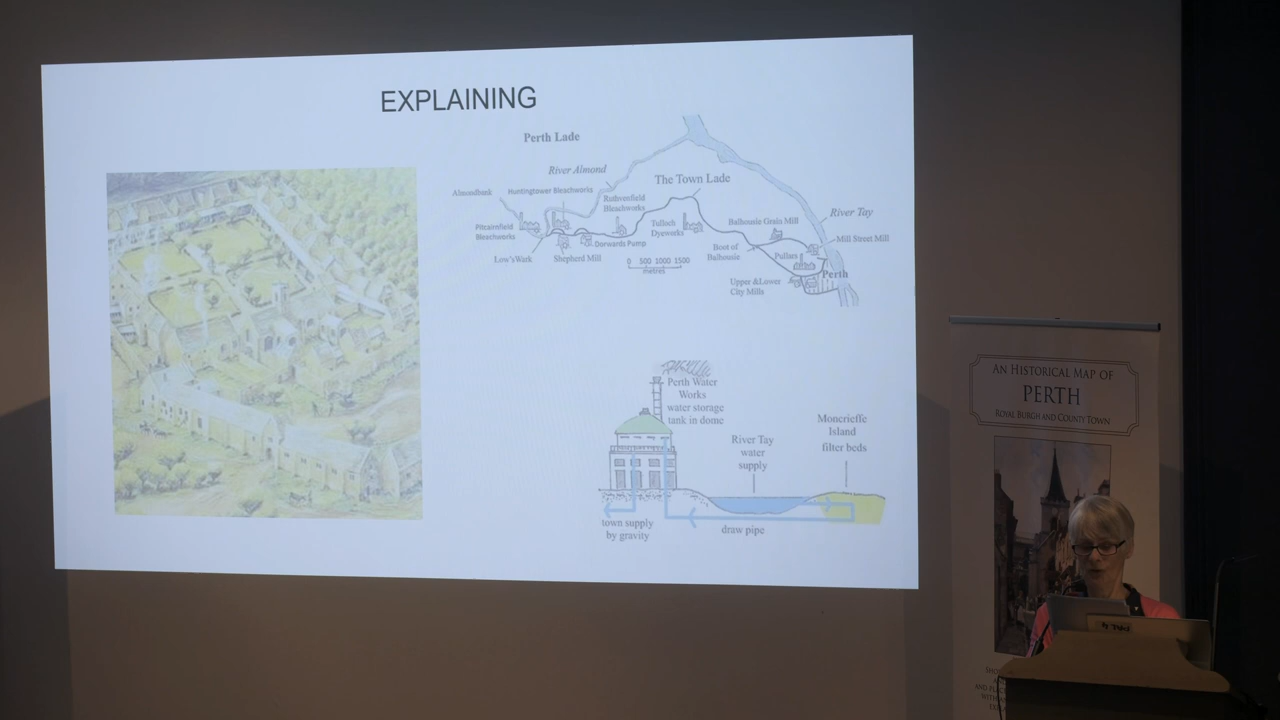 EXPLAINING
Perth Lade
River Almond
The Town Lade
Almondbank
Huntingtower Bleachworks
Ruthvenfield
Bleachworks
Pitcairnfield
Bleachworks
Low'sWark
Shepherd Mill
Dorwards Pump
Tulloch
Dyeworks
0 500 1000 1500
metres
Balhousie Grain Mill
River Tay
Mill Street Mill
Boot of
Balhousie
Pullars
Perth
Upper &Lower
City Mills
Perth Water
Works
water storage
tank in dome
River Tay
water
supply
Moncrieffe
Island
filter beds
town supply
by gravity
draw pipe
AN HISTORICAL MAP OF
PERTH
ROYAL BURGH AND COUNTY TOWN